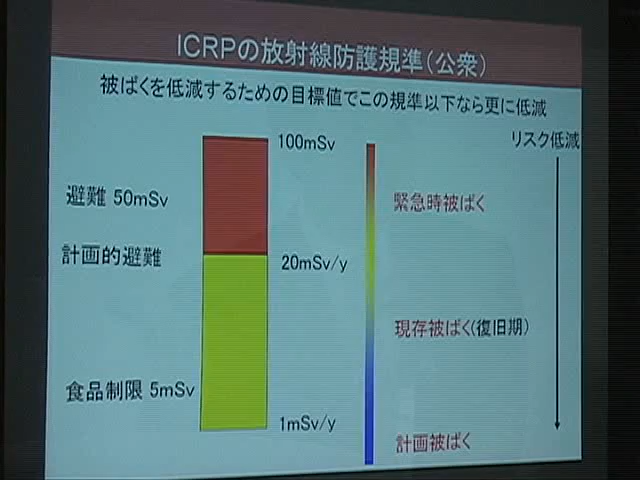 ICRPの放射線防護規準(公衆)
被ばくを低減するための目標値でこの規準以下なら更に低減
リスク低減
100mSv
避難 50mSv
緊急時被ばく
計画的避難
20mSv/y
現存被ばく(復旧期)
食品制限 5mSv
1mSv/y
計画被ばく